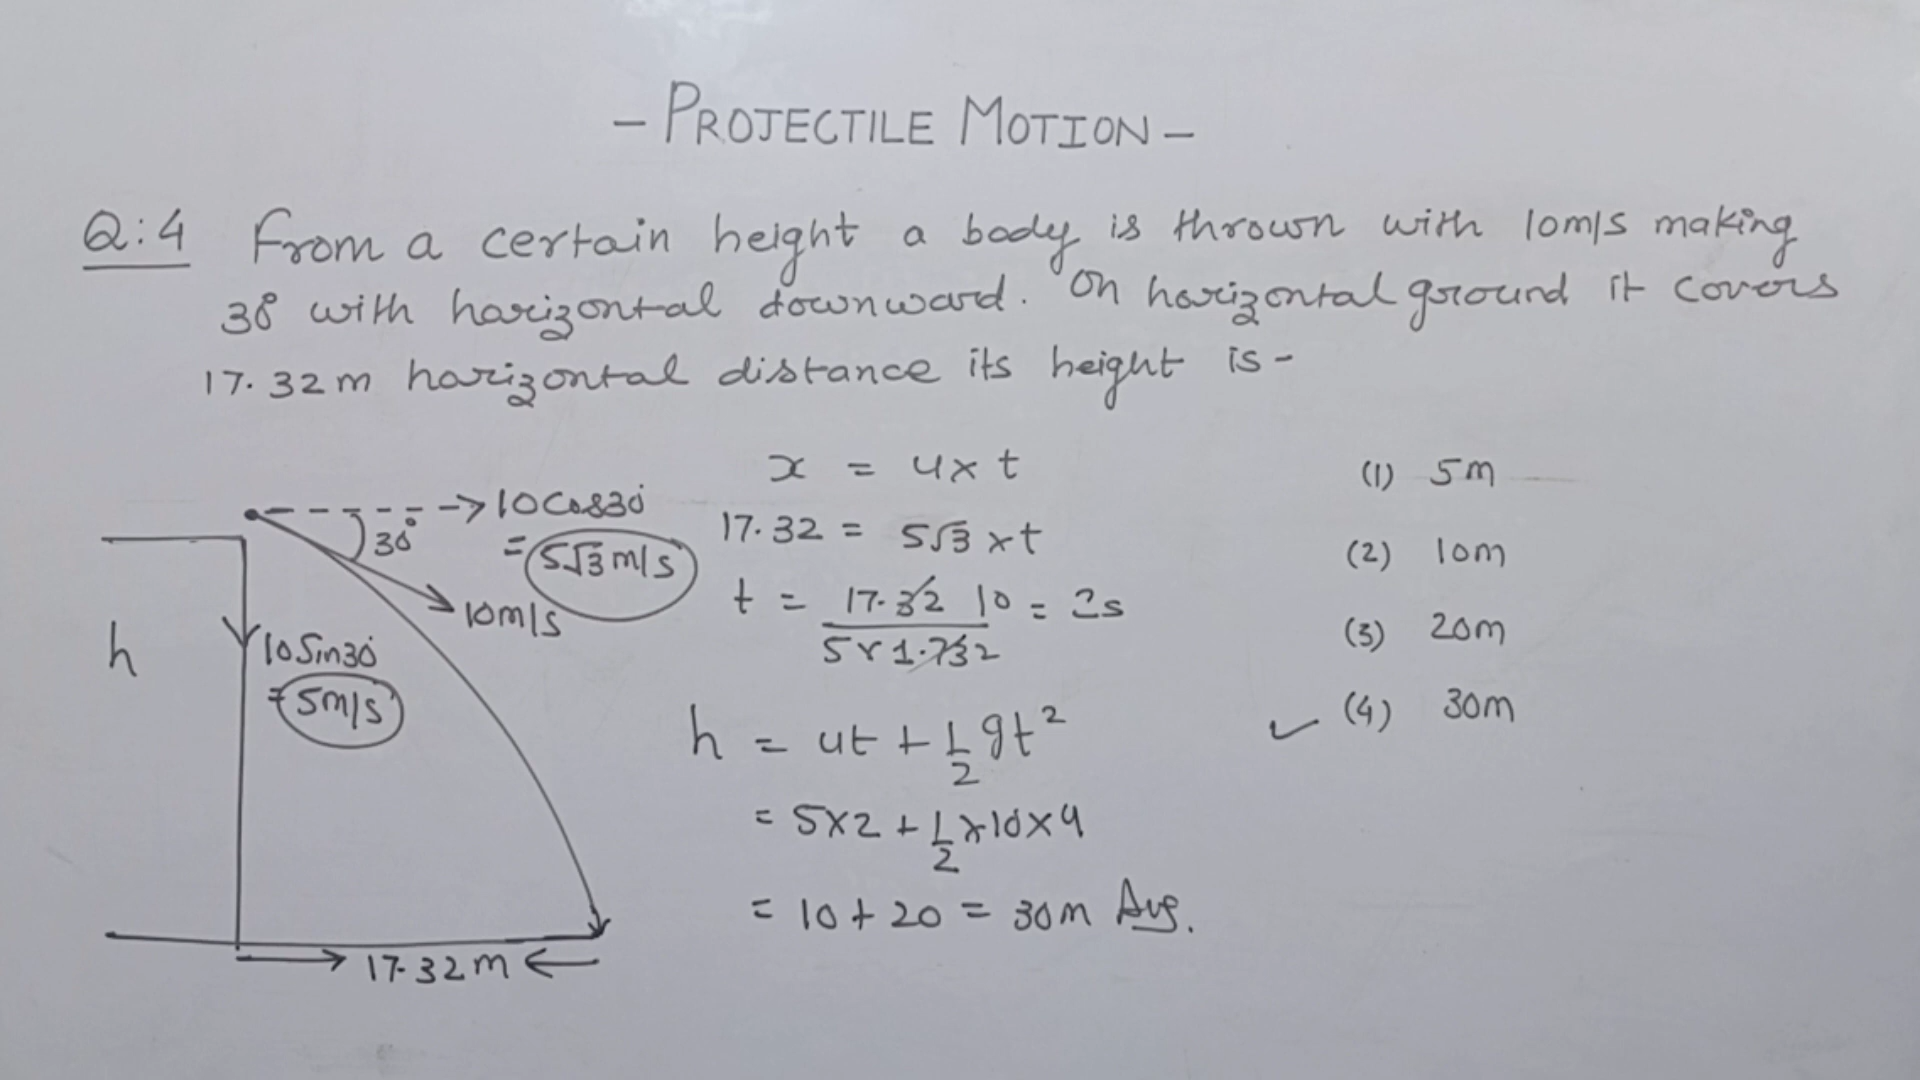 - PROJECTILE MOTION -
Q:4 From a certain height a body is thrown with 10m/s making
30° with horizontal downward. On horizontal ground it covers
17.32m horizontal distance its height is -
10Cos30°
= 5√3 m/s
30°
10m/s
h
10Sin30°
= 5m/s
17.32m
x = u x t
17.32 = 5√3 x t
t = 17.32 10 / 5x1.732 = 2s
h = ut + 1/2 gt²
= 5x2 + 1/2 x 10 x 4
= 10 + 20 = 30m Ans.
(1) 5m
(2) 10m
(3) 20m
✓ (4) 30m